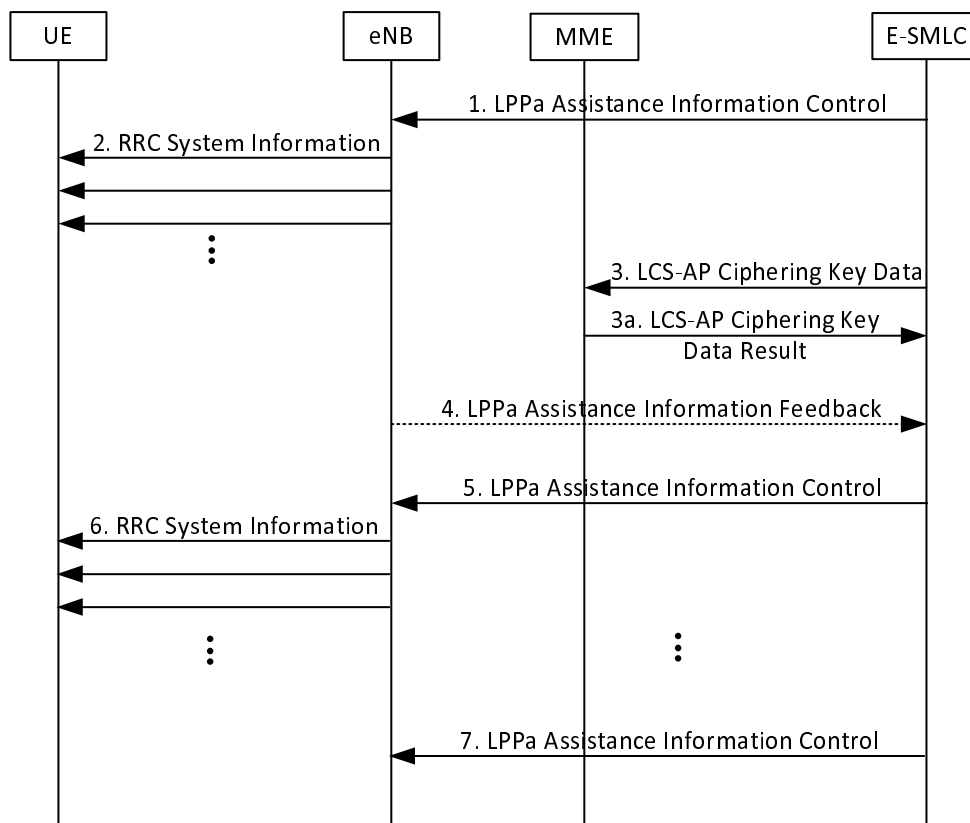 UE
eNB
MME
E-SMLC
1. LPPa Assistance Information Control
2. RRC System Information
3. LCS-AP Ciphering Key Data
3a. LCS-AP Ciphering Key
Data Result
4. LPPa Assistance Information Feedback
5. LPPa Assistance Information Control
6. RRC System Information
7. LPPa Assistance Information Control